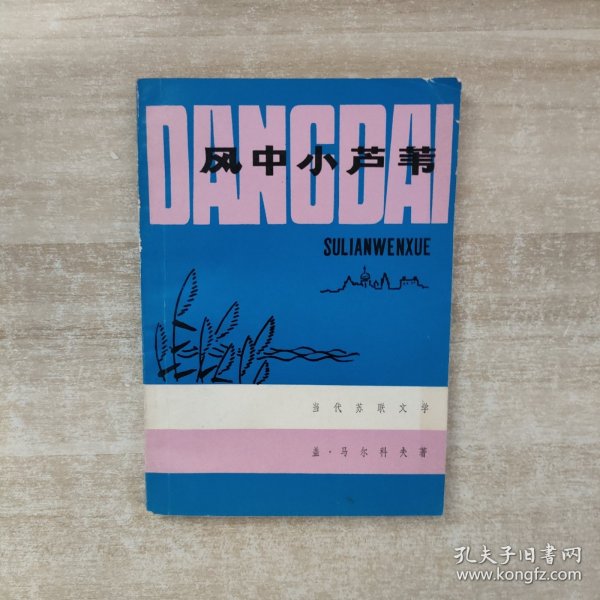 DANGDAI
风中小芦苇
SULIANWENXUE
当代苏联文学
盖·马尔科夫著
孔夫子旧书网
www.kongfz.com